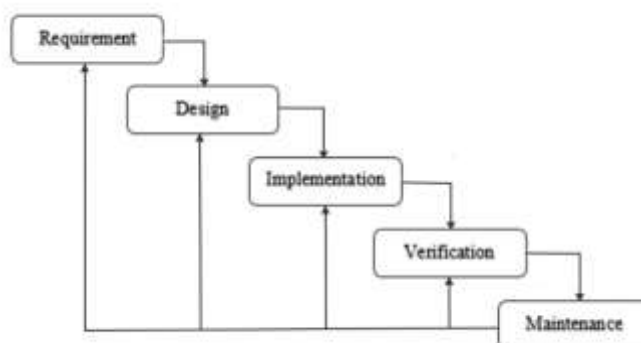 Requirement
Design
Implementation
Verification
Maintenance